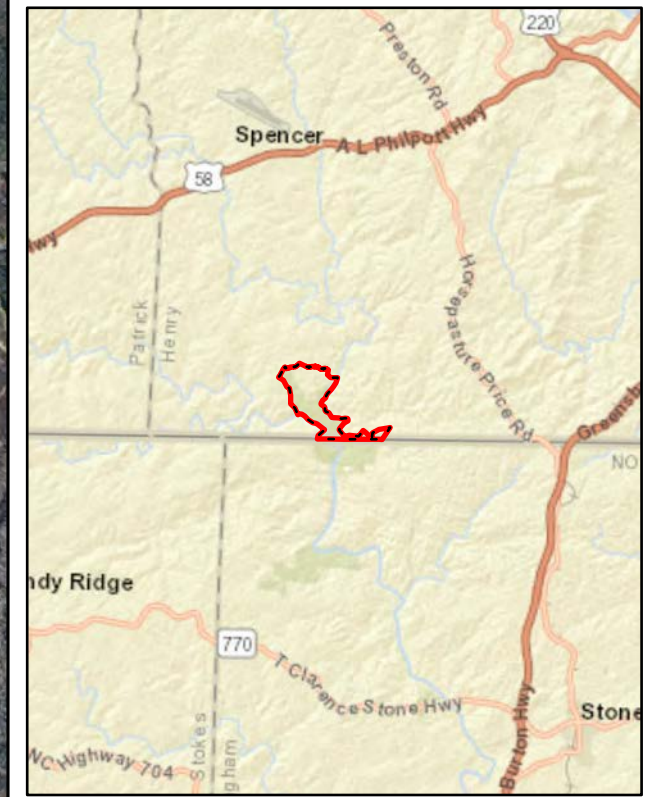 220
Preston Rd
Spencer
A L Philpott Hwy
58
Hwy
Patrick
Henry
Horsepasture Price Rd
Greensb
NO
ndy Ridge
770
T Clarence Stone Hwy
Stone
Burton Hwy
Stokes
gham
NC Highway 704